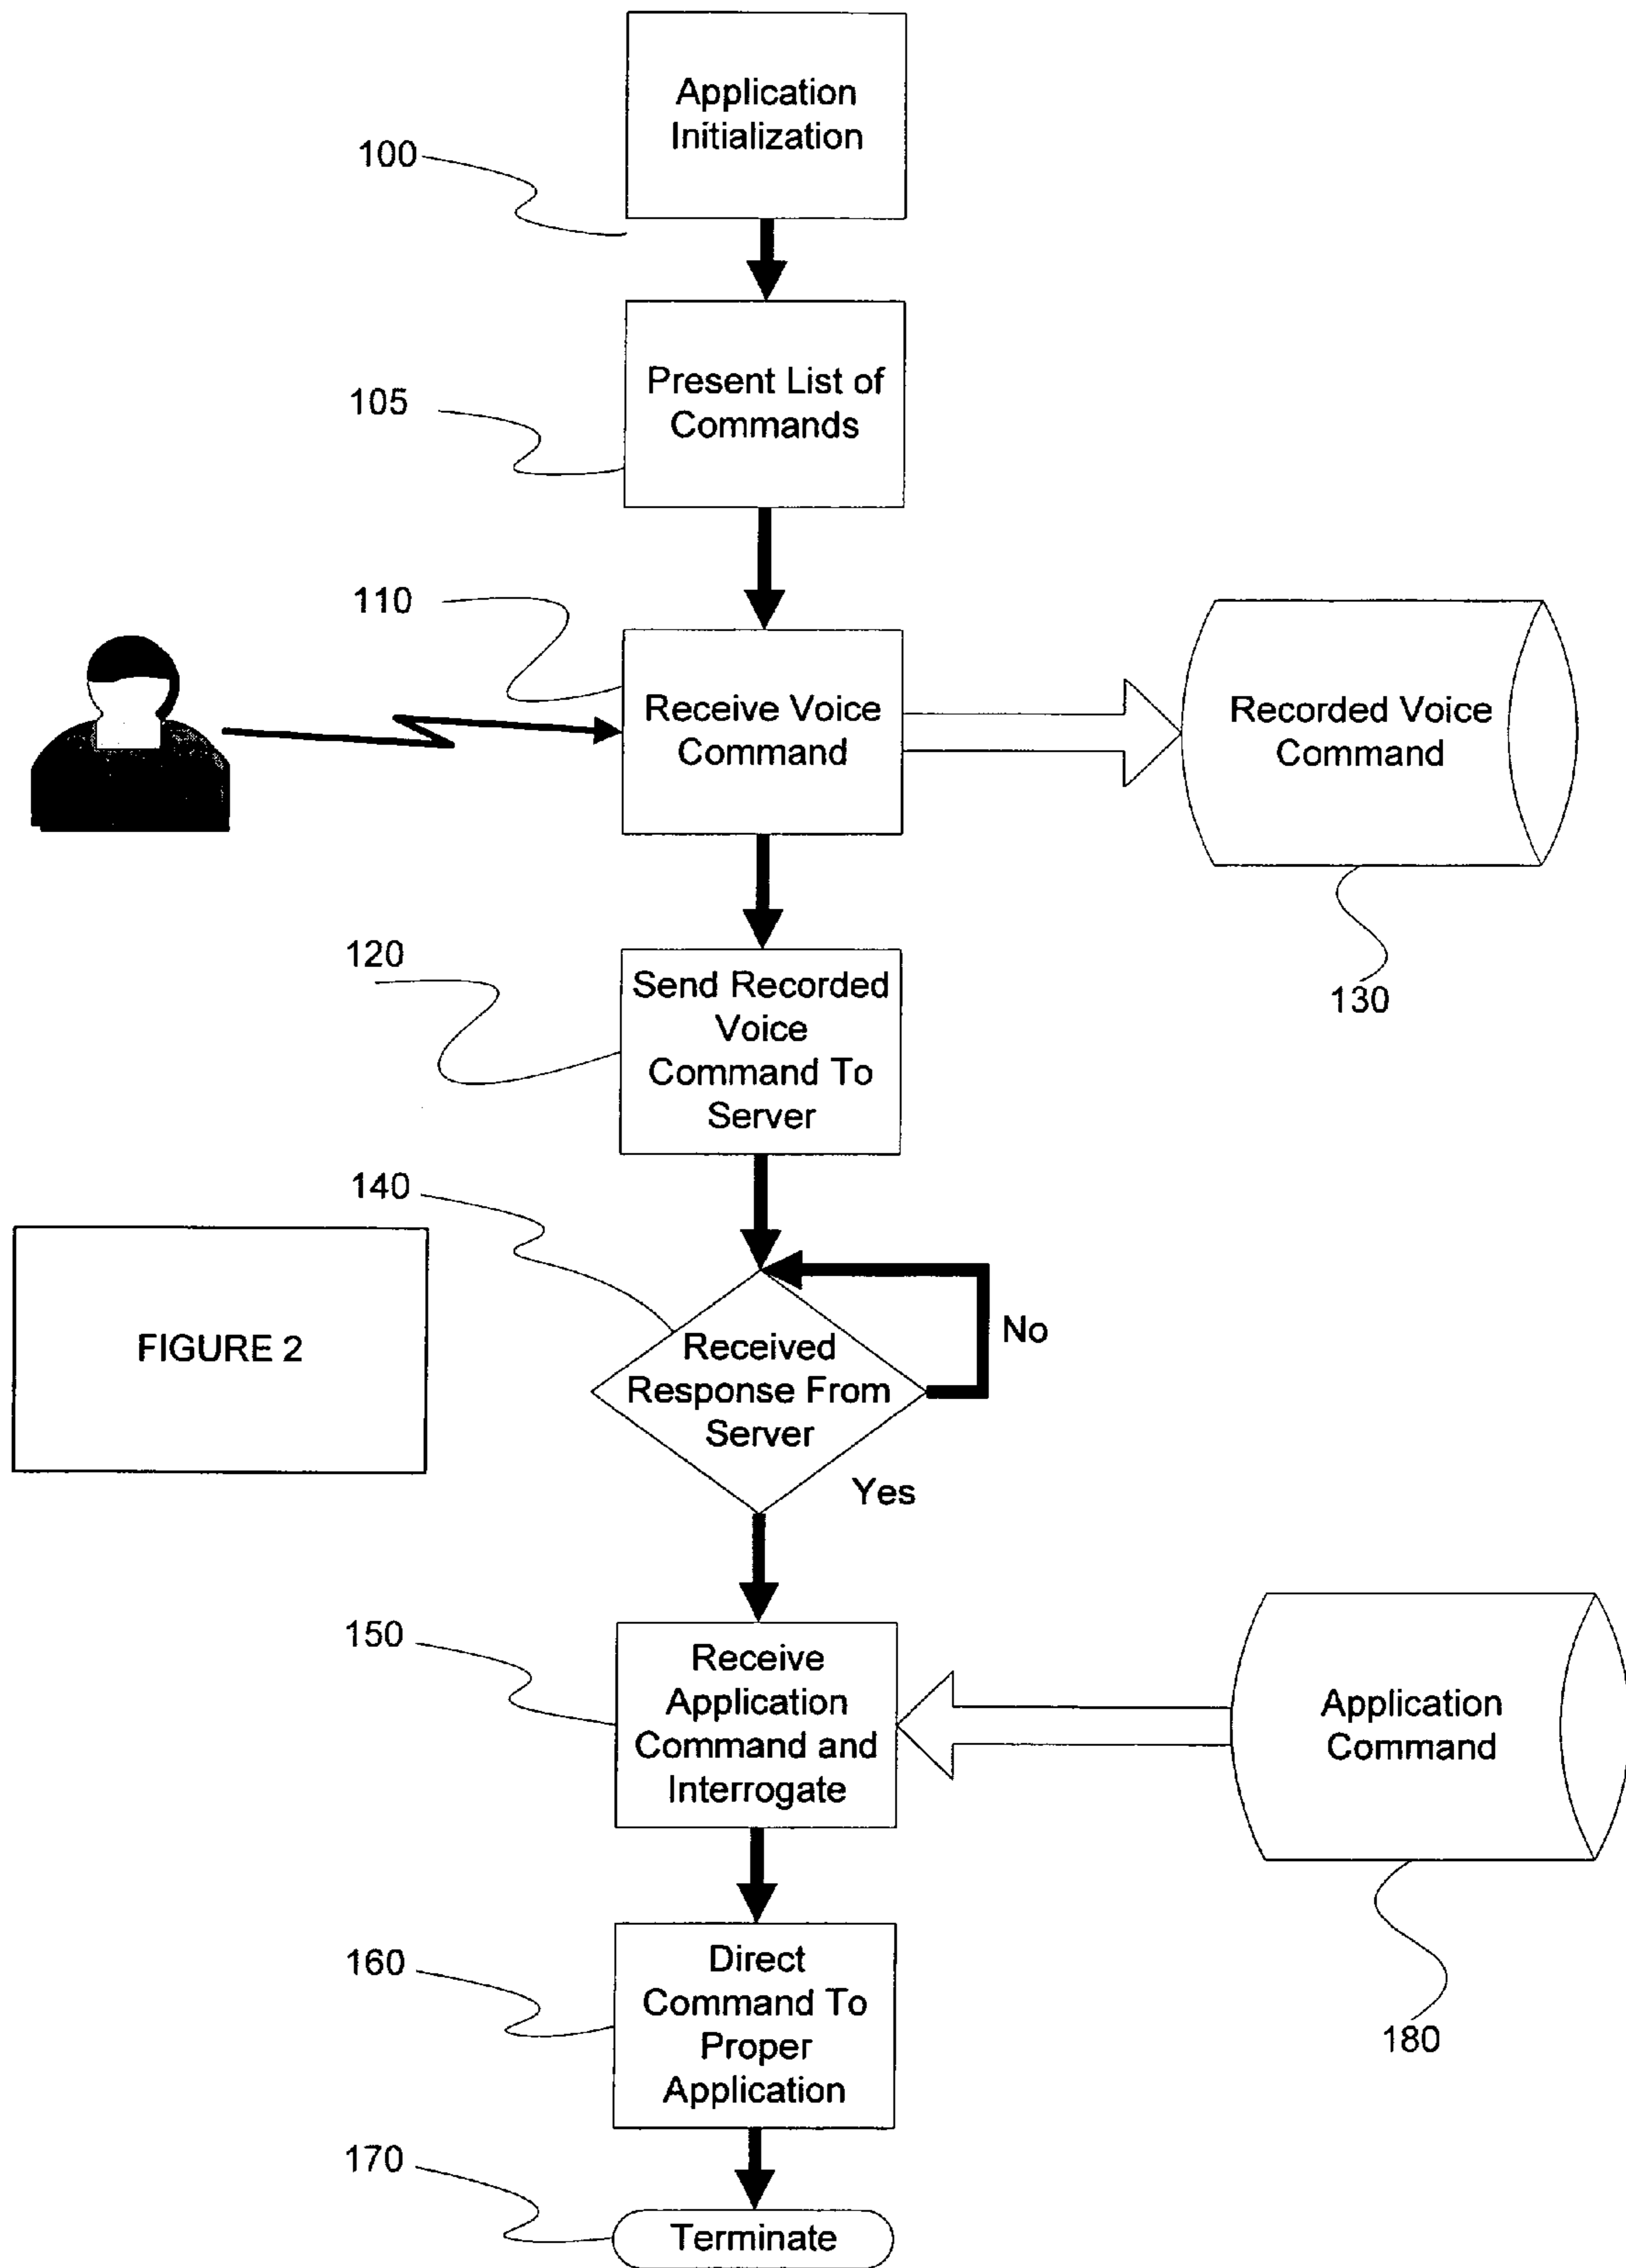 Application
Initialization
100
Present List of
Commands
105
110
Receive Voice
Command
Recorded Voice
Command
130
120
Send Recorded
Voice
Command To
Server
140
FIGURE 2
Received
Response From
Server
No
Yes
150
Receive
Application
Command and
Interrogate
Application
Command
180
160
Direct
Command To
Proper
Application
170
Terminate